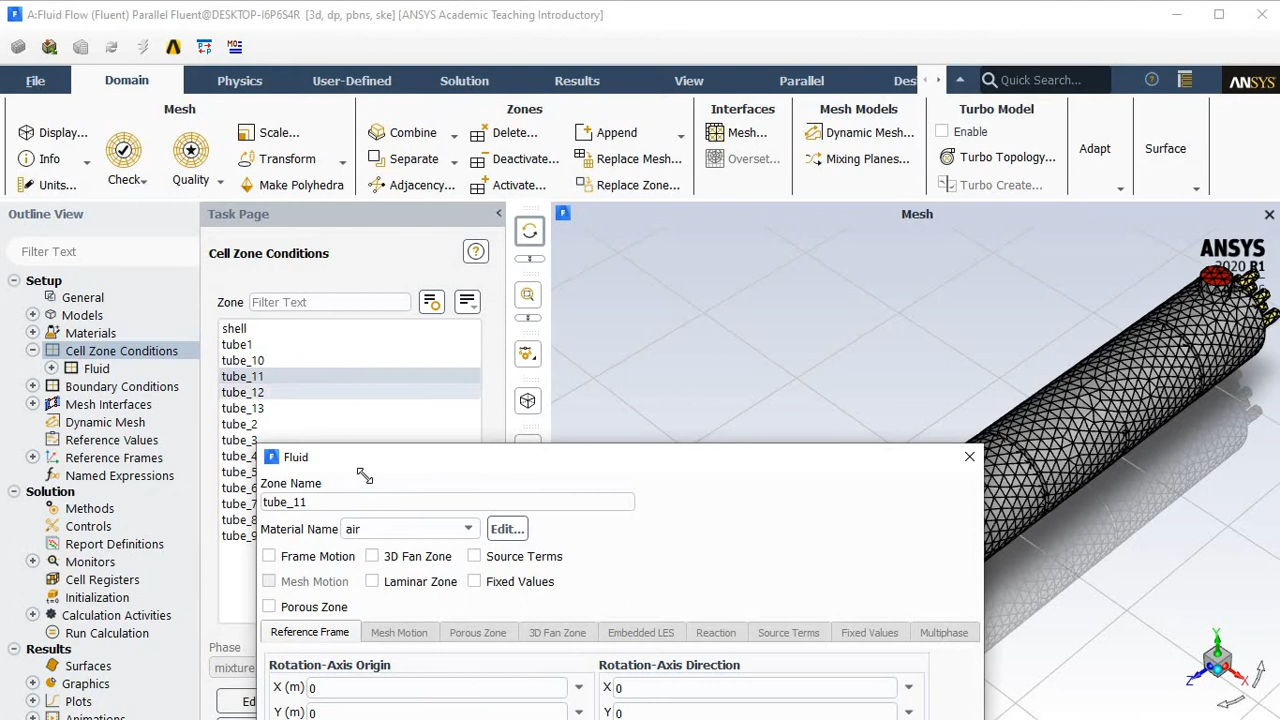 A:Fluid Flow (Fluent) Parallel Fluent@DESKTOP-I6P6S4R [3d, dp, pbns, ske] [ANSYS Academic Teaching Introductory]
File Domain Physics User-Defined Solution Results View Parallel Quick Search... ANSYS
Mesh Zones Interfaces Mesh Models Turbo Model
Display... Scale... Combine Delete... Append Mesh... Dynamic Mesh... Enable
Info Transform Separate Deactivate... Replace Mesh... Overset... Mixing Planes... Turbo Topology... Adapt Surface
Units... Check Quality Make Polyhedra Adjacency... Activate... Replace Zone... Turbo Create...
Outline View
Filter Text
Setup
General
Models
Materials
Cell Zone Conditions
Fluid
Boundary Conditions
Mesh Interfaces
Dynamic Mesh
Reference Values
Reference Frames
Named Expressions
Solution
Methods
Controls
Report Definitions
Monitors
Cell Registers
Initialization
Calculation Activities
Run Calculation
Results
Surfaces
Graphics
Plots
Animations
Task Page
Cell Zone Conditions
Zone Filter Text
shell
tube1
tube_10
tube_11
tube_12
tube_13
tube_2
tube_3
tube_4
tube_5
tube_6
tube_7
tube_8
tube_9
Phase
mixture
Mesh
ANSYS
2020 R1
Fluid
Zone Name
tube_11
Material Name air Edit...
Frame Motion 3D Fan Zone Source Terms
Mesh Motion Laminar Zone Fixed Values
Porous Zone
Reference Frame Mesh Motion Porous Zone 3D Fan Zone Embedded LES Reaction Source Terms Fixed Values Multiphase
Rotation-Axis Origin Rotation-Axis Direction
X (m) 0 X 0
Y (m) 0 Y 0
Y
Z X